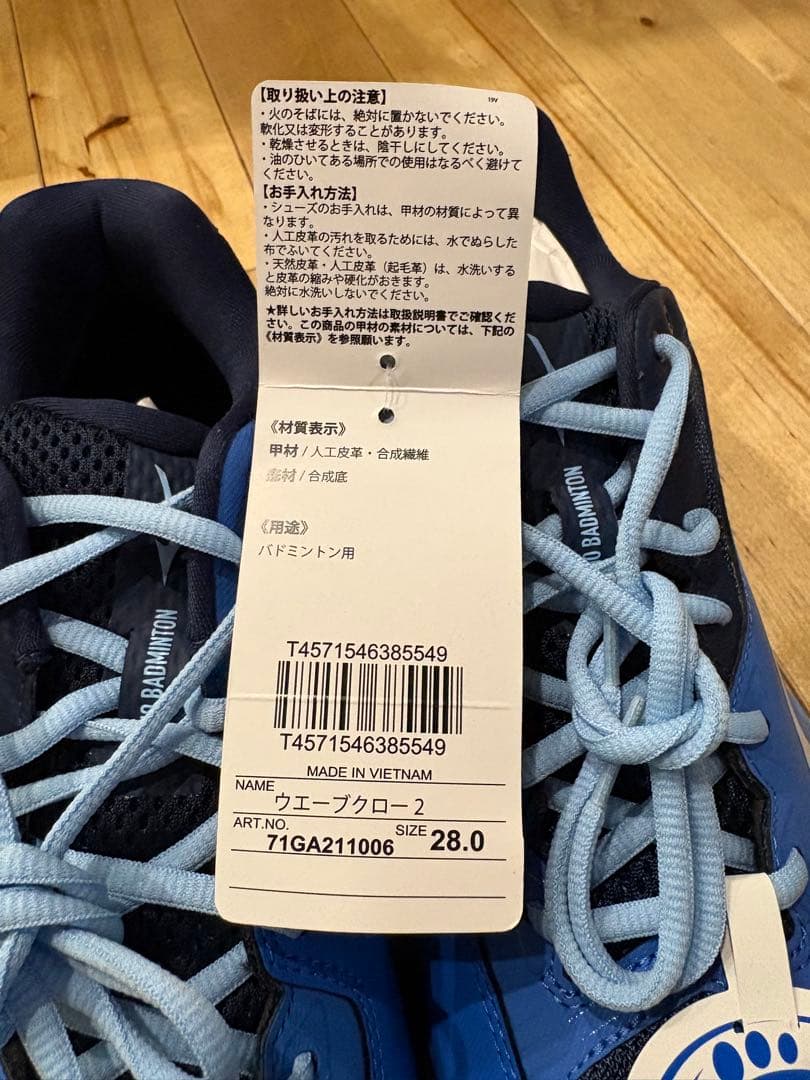 【取り扱い上の注意】
19V
・火のそばには、絶対に置かないでください。
軟化又は変形することがあります。
・乾燥させるときは、陰干しにしてください。
・油のひいてある場所での使用はなるべく避けて
ください。
【お手入れ方法】
・シューズのお手入れは、甲材の材質によって異
なります。
・人工皮革の汚れを取るためには、水でぬらした
布でふいてください。
・天然皮革・人工皮革（起毛革）は、水洗いする
と皮革の縮みや硬化がおきます。
絶対に水洗いしないでください。
★詳しいお手入れ方法は取扱説明書でご確認くだ
さい。この商品の甲材の素材については、下記の
《材質表示》を参照願います。
《材質表示》
甲材 / 人工皮革・合成繊維
底材 / 合成底
《用途》
バドミントン用
T4571546385549
T4571546385549
MADE IN VIETNAM
NAME
ウエーブクロー2
ART.NO.
71GA211006
SIZE 28.0
O BADMINTON
O BADMINTON